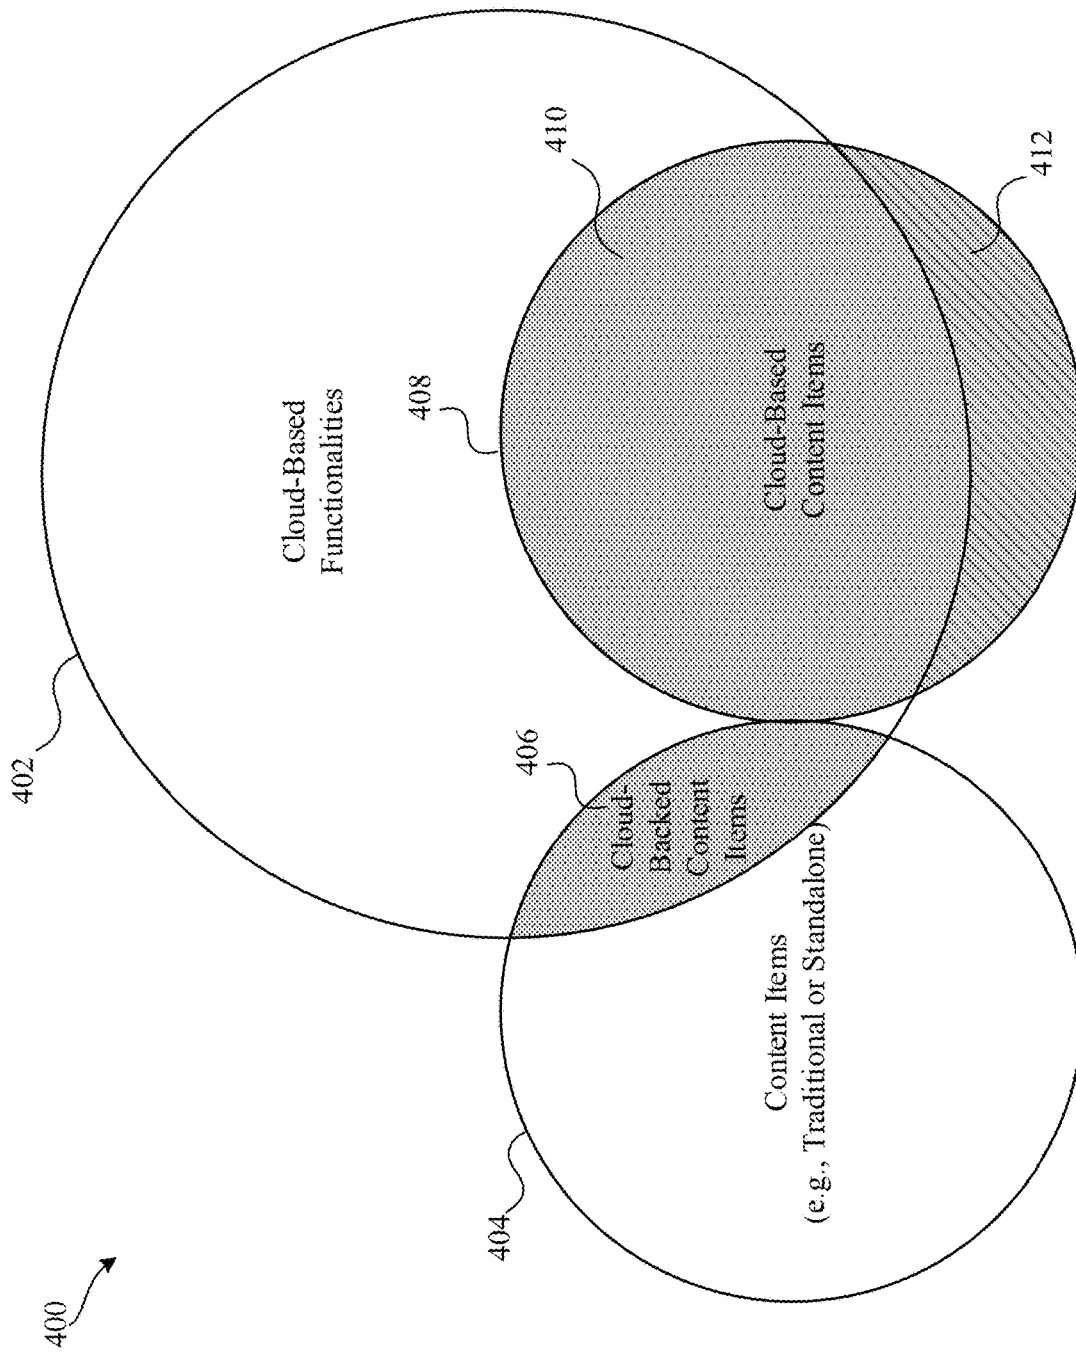 400
402
Cloud-Based
Functionalities
404
406
Cloud-
Backed
Content
Items
408
410
Content Items
(e.g., Traditional or Standalone)
Cloud-Based
Content Items
412